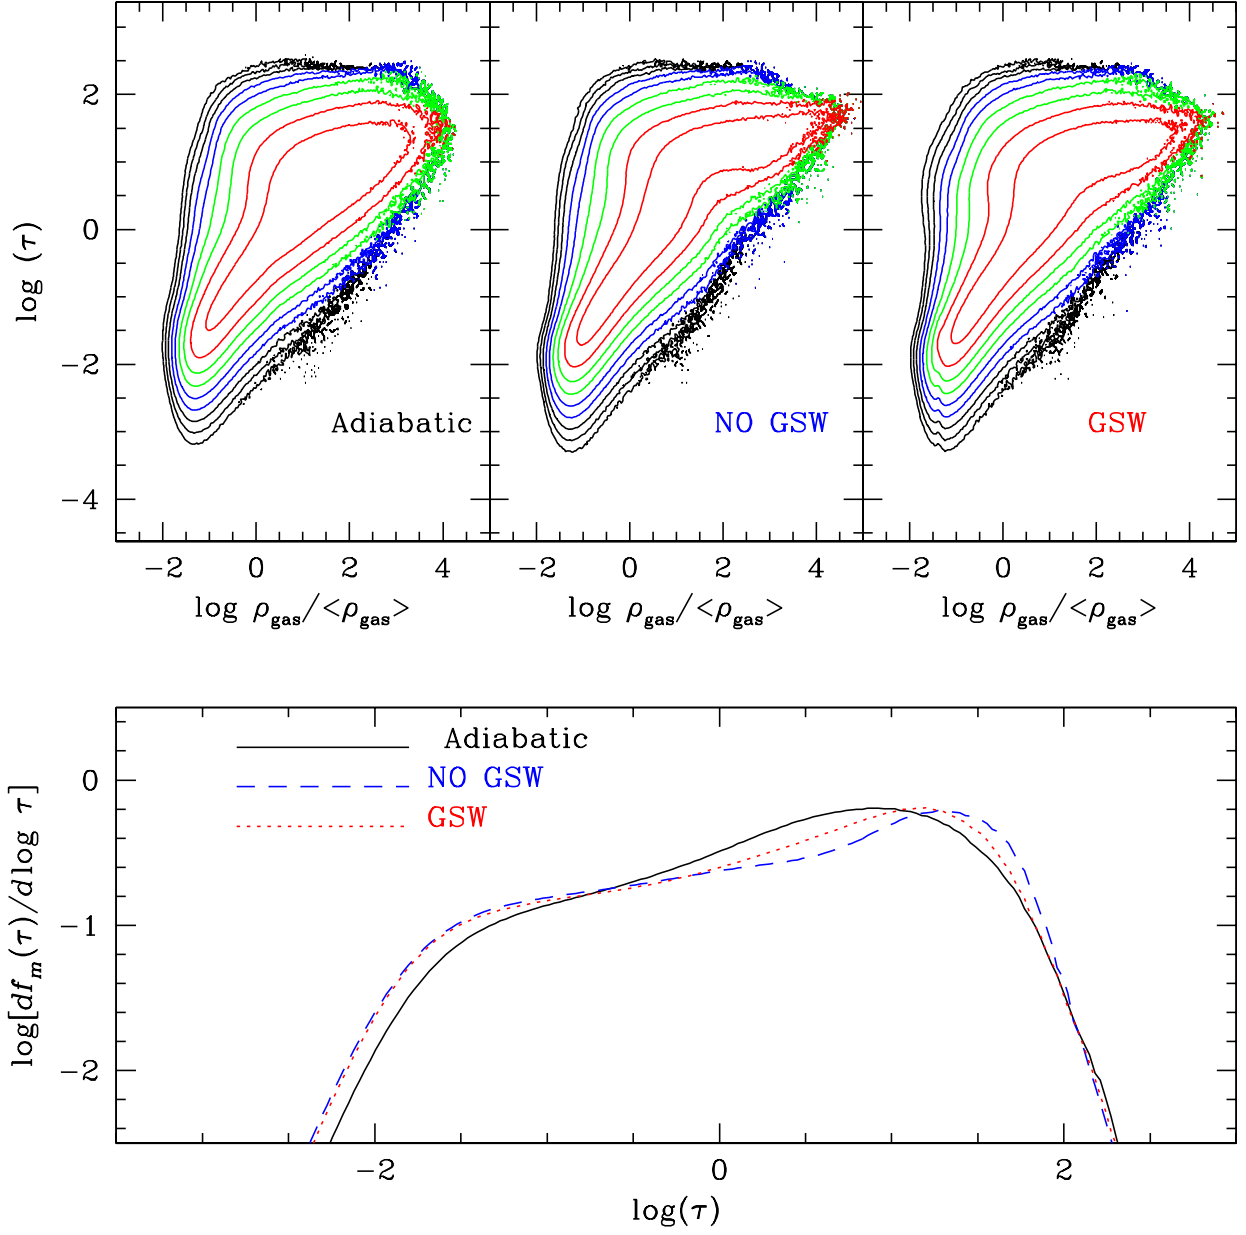 log (τ)
2
0
−2
−4
Adiabatic
NO GSW
GSW
−2 0 2 4
−2 0 2 4
−2 0 2 4
log ρgas/<ρgas>
log ρgas/<ρgas>
log ρgas/<ρgas>
log[dfm(τ)/dlog τ]
0
−1
−2
Adiabatic
NO GSW
GSW
−2 0 2
log(τ)